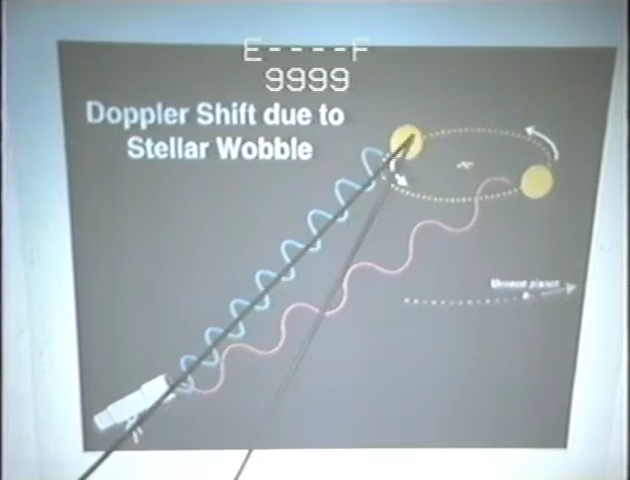 E----F
9999
Doppler Shift due to
Stellar Wobble
Unseen planet